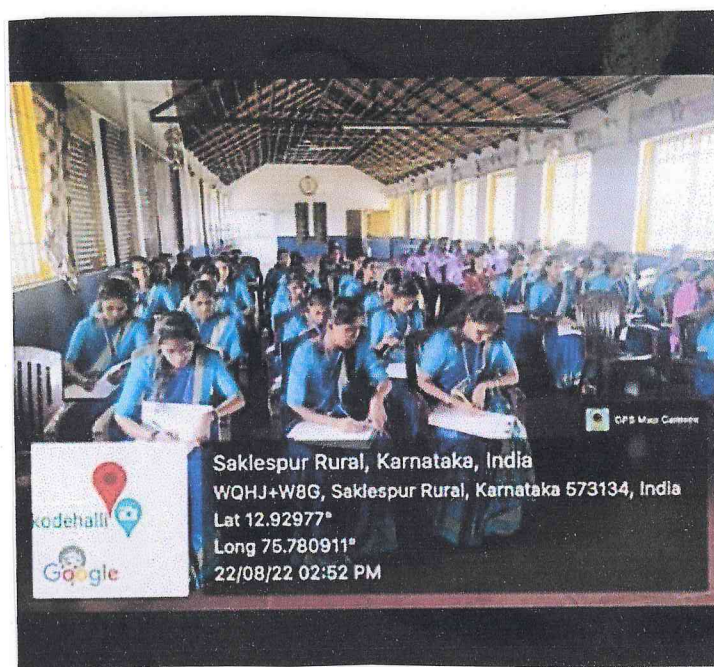 GPS Map Camera
Saklespur Rural, Karnataka, India
WQHJ+W8G, Saklespur Rural, Karnataka 573134, India
Lat 12.92977°
Long 75.780911°
22/08/22 02:52 PM
kodehalli
Google